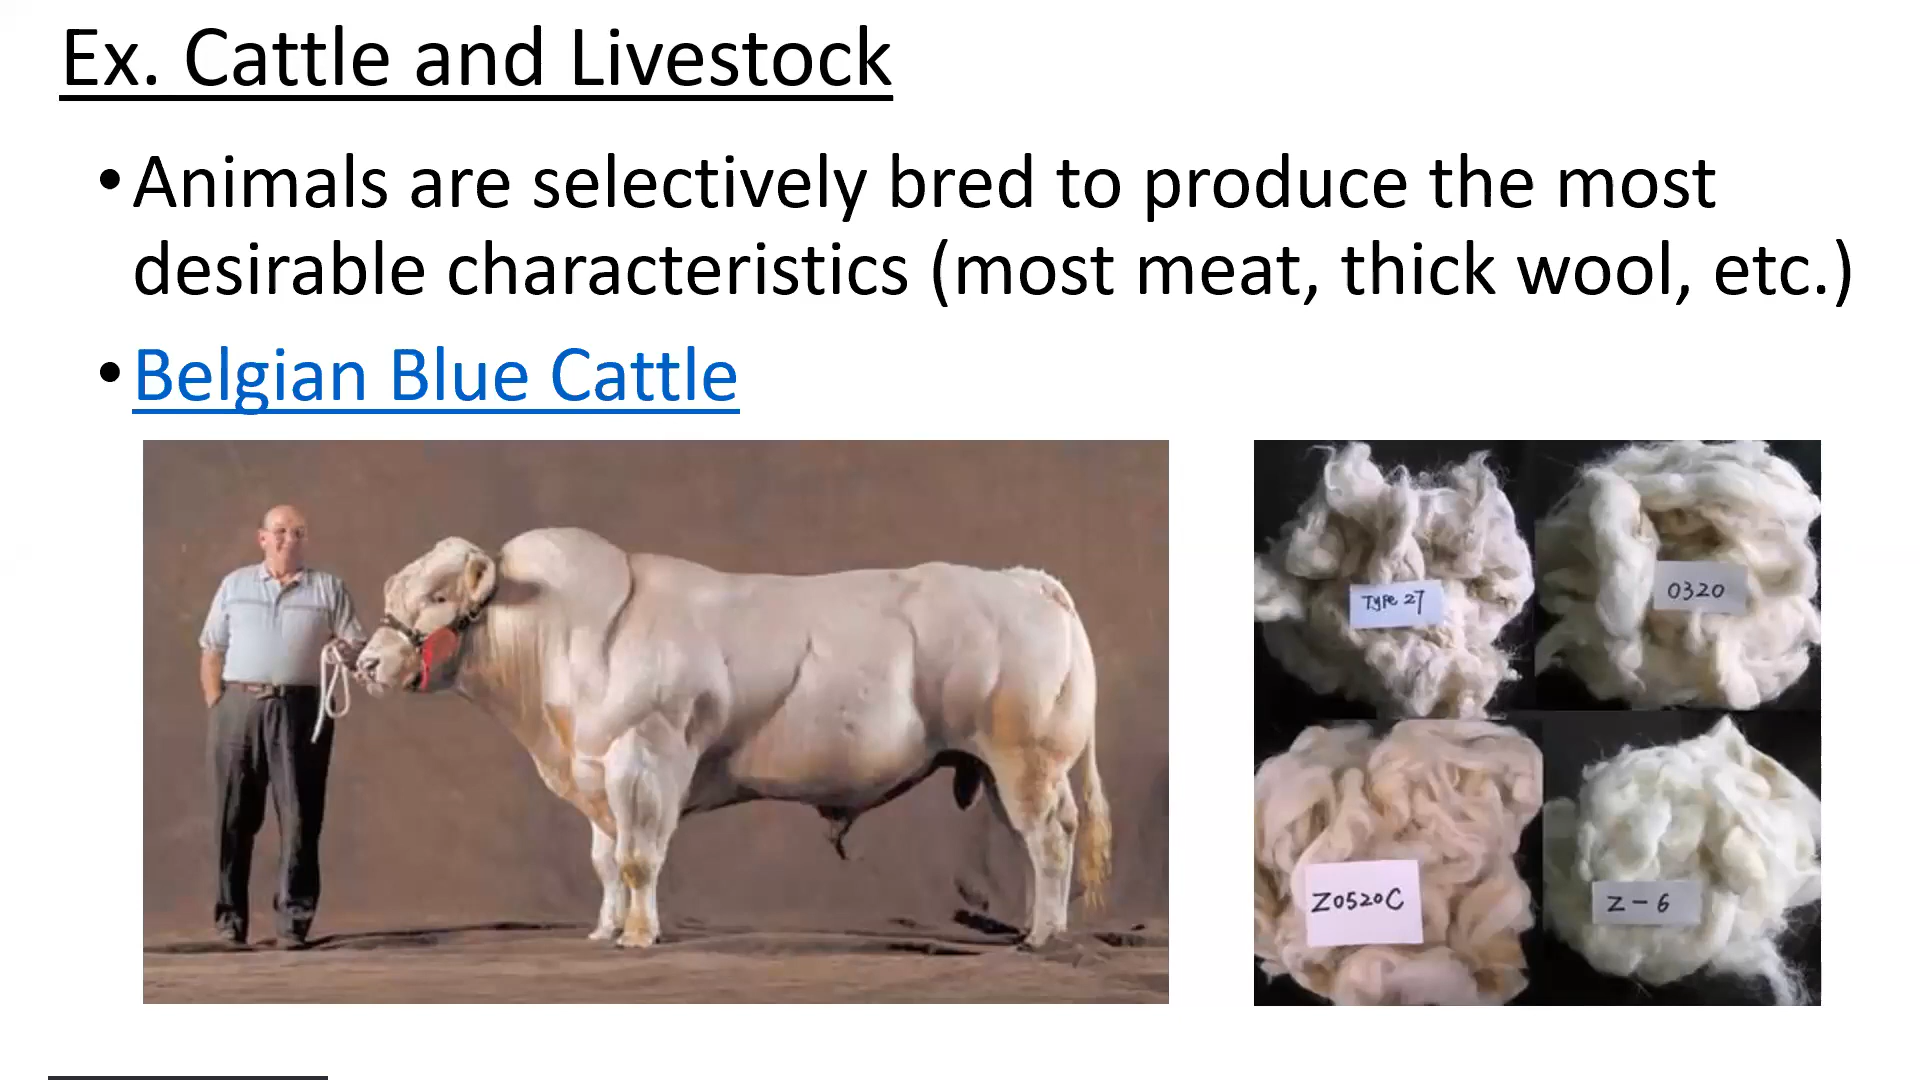 Ex. Cattle and Livestock
•Animals are selectively bred to produce the most
desirable characteristics (most meat, thick wool, etc.)
•Belgian Blue Cattle
Type 27
0320
Z0520C
Z-6